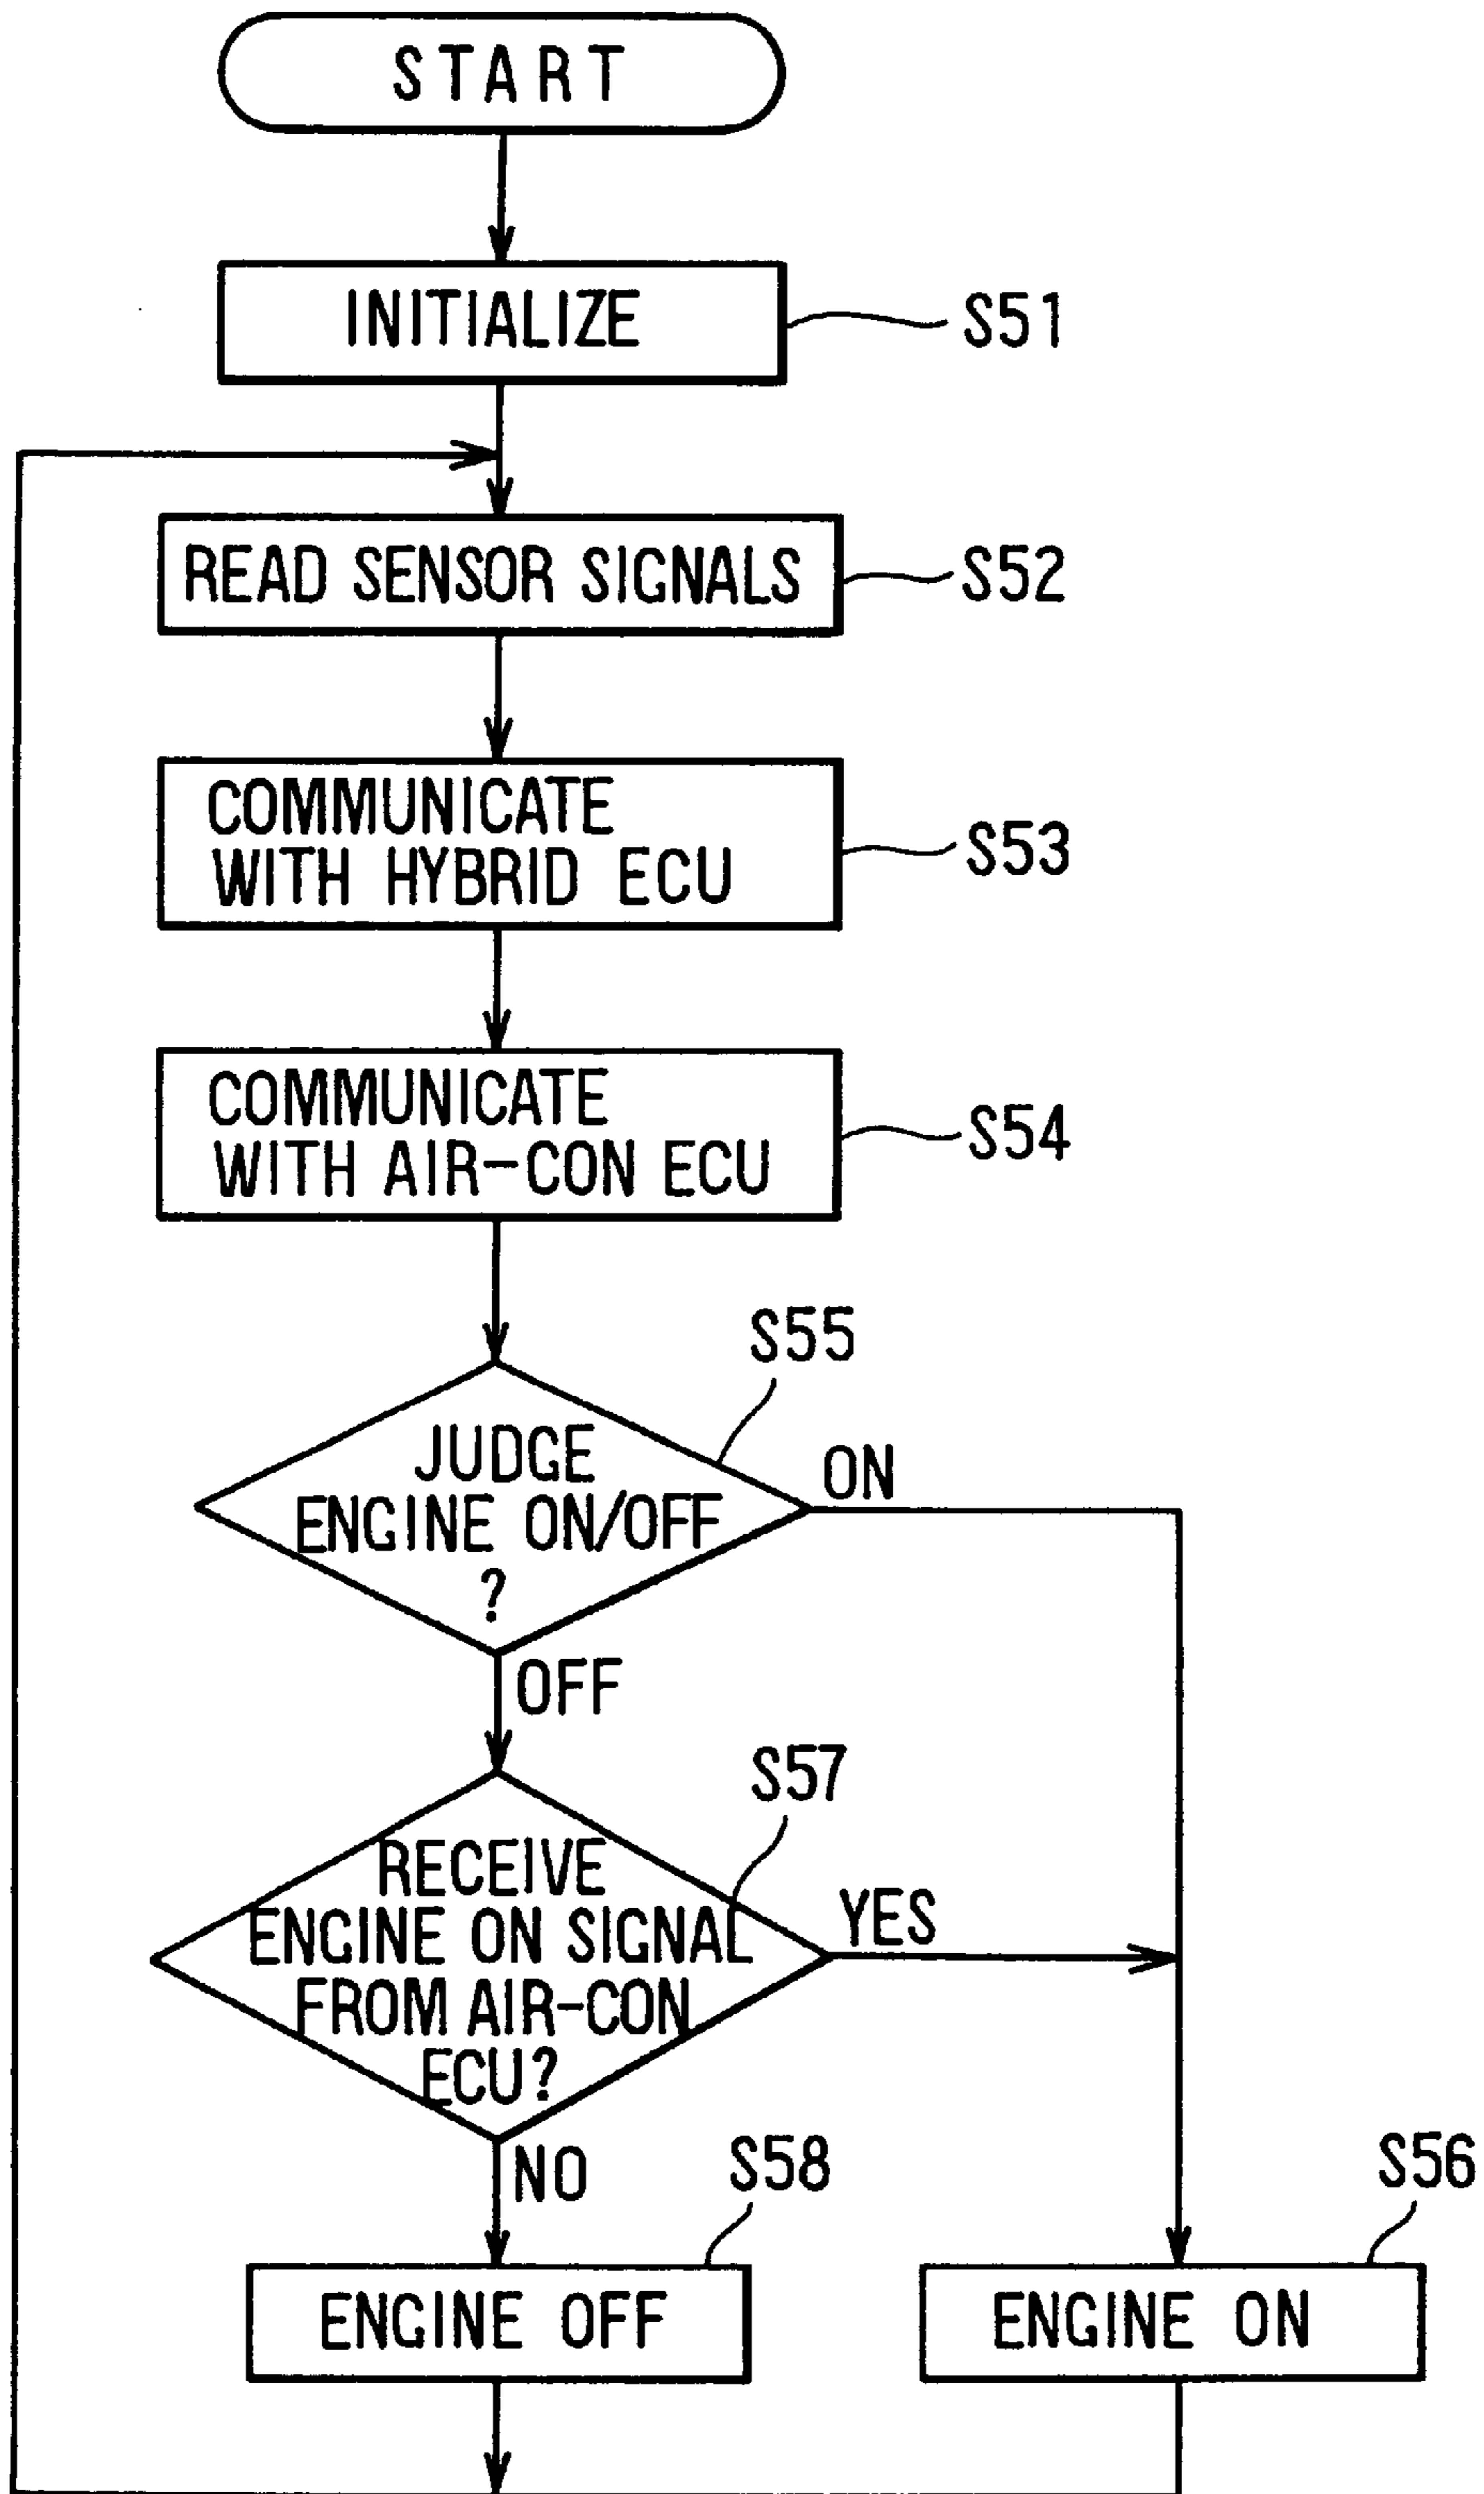 START
INITIALIZE
S51
READ SENSOR SIGNALS
S52
COMMUNICATE
WITH HYBRID ECU
S53
COMMUNICATE
WITH AIR-CON ECU
S54
S55
JUDGE
ENGINE ON/OFF
?
ON
OFF
S57
RECEIVE
ENGINE ON SIGNAL
FROM AIR-CON
ECU?
YES
NO
S58
S56
ENGINE OFF
ENGINE ON